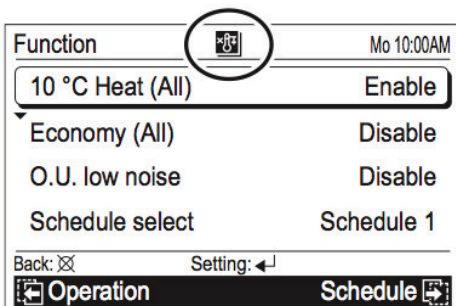 Function Mo 10:00AM
10 °C Heat (All) Enable
Economy (All) Disable
O.U. low noise Disable
Schedule select Schedule 1
Back: Setting:
Operation Schedule